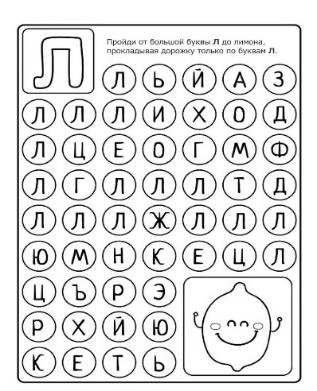 Л
Пройди от большой буквы Л до лимона,
прокладывая дорожку только по буквам Л.
Л Ь Й А З
Л Л Л И Х О Д
Л Ц Е О Г М Ф
Л Г Л Л Л Т Д
Л Л Л Ж Л Л Л
Ю М Н К Е Ц Л
Ц Ъ Р Э
Р Х Й Ю
К Е Т Ь